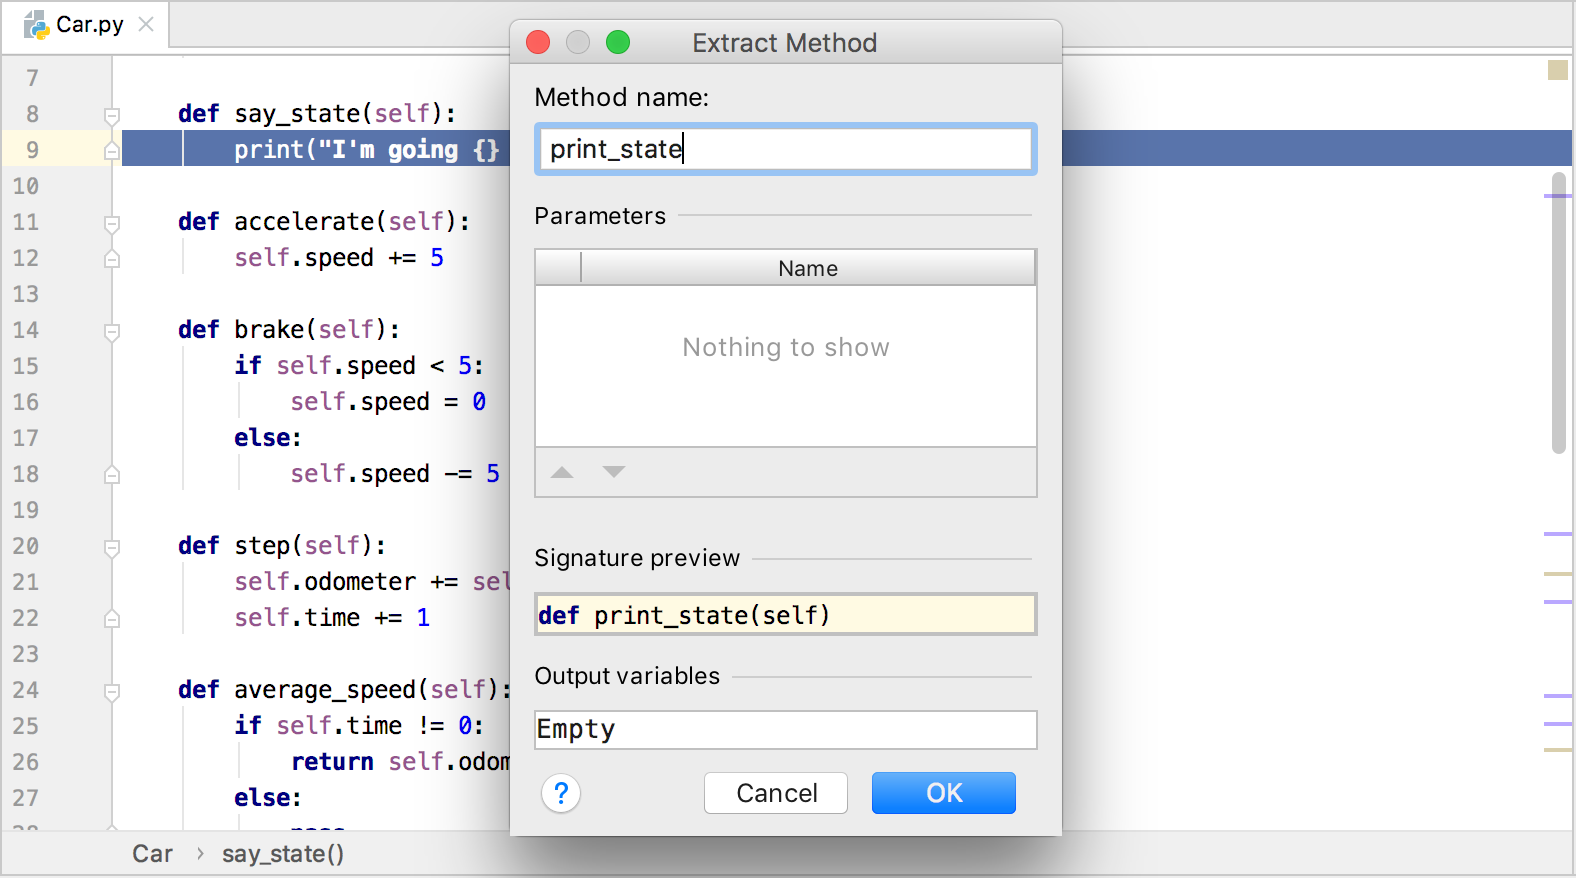 Car.py
7
8 def say_state(self):
9 print("I'm going {}
10
11 def accelerate(self):
12 self.speed += 5
13
14 def brake(self):
15 if self.speed < 5:
16 self.speed = 0
17 else:
18 self.speed -= 5
19
20 def step(self):
21 self.odometer += sel
22 self.time += 1
23
24 def average_speed(self):
25 if self.time != 0:
26 return self.odom
27 else:
Car › say_state()
Extract Method
Method name:
print_state
Parameters
Name
Nothing to show
Signature preview
def print_state(self)
Output variables
Empty
? Cancel OK